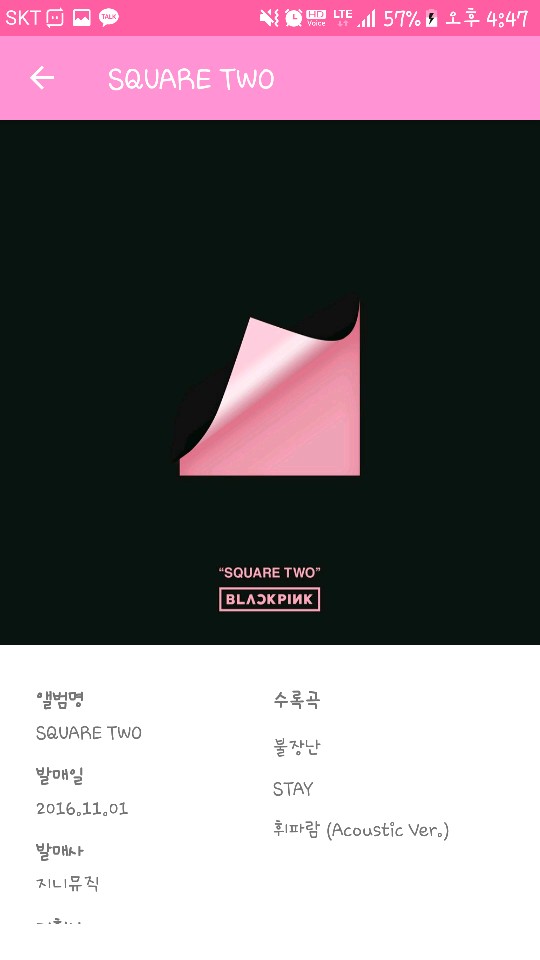 SKT TALK HD Voice LTE 57% 오후 4:47
SQUARE TWO
“SQUARE TWO”
BLACKPINK
앨범명
SQUARE TWO
발매일
2016.11.01
발매사
지니뮤직
수록곡
불장난
STAY
휘파람 (Acoustic Ver.)